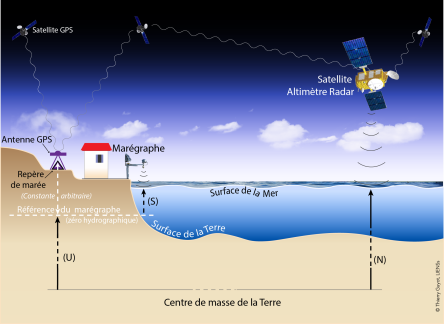 Satellite GPS
Satellite
Altimètre Radar
Antenne GPS
Marégraphe
Repère
de marée
(Constante arbitraire)
Référence du marégraphe
(zéro hydrographique)
(S)
Surface de la Mer
Surface de la Terre
(U)
(N)
Centre de masse de la Terre
© Thierry Guyot, LIENSs